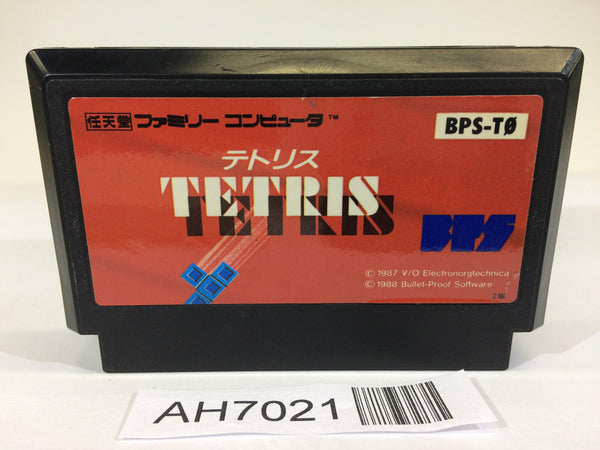 任天堂 ファミリー コンピュータ™
BPS-TØ
テトリス
TETRIS
BPS
© 1987 V/O Electronorgtechnica
© 1988 Bullet-Proof Software
2版
AH7021